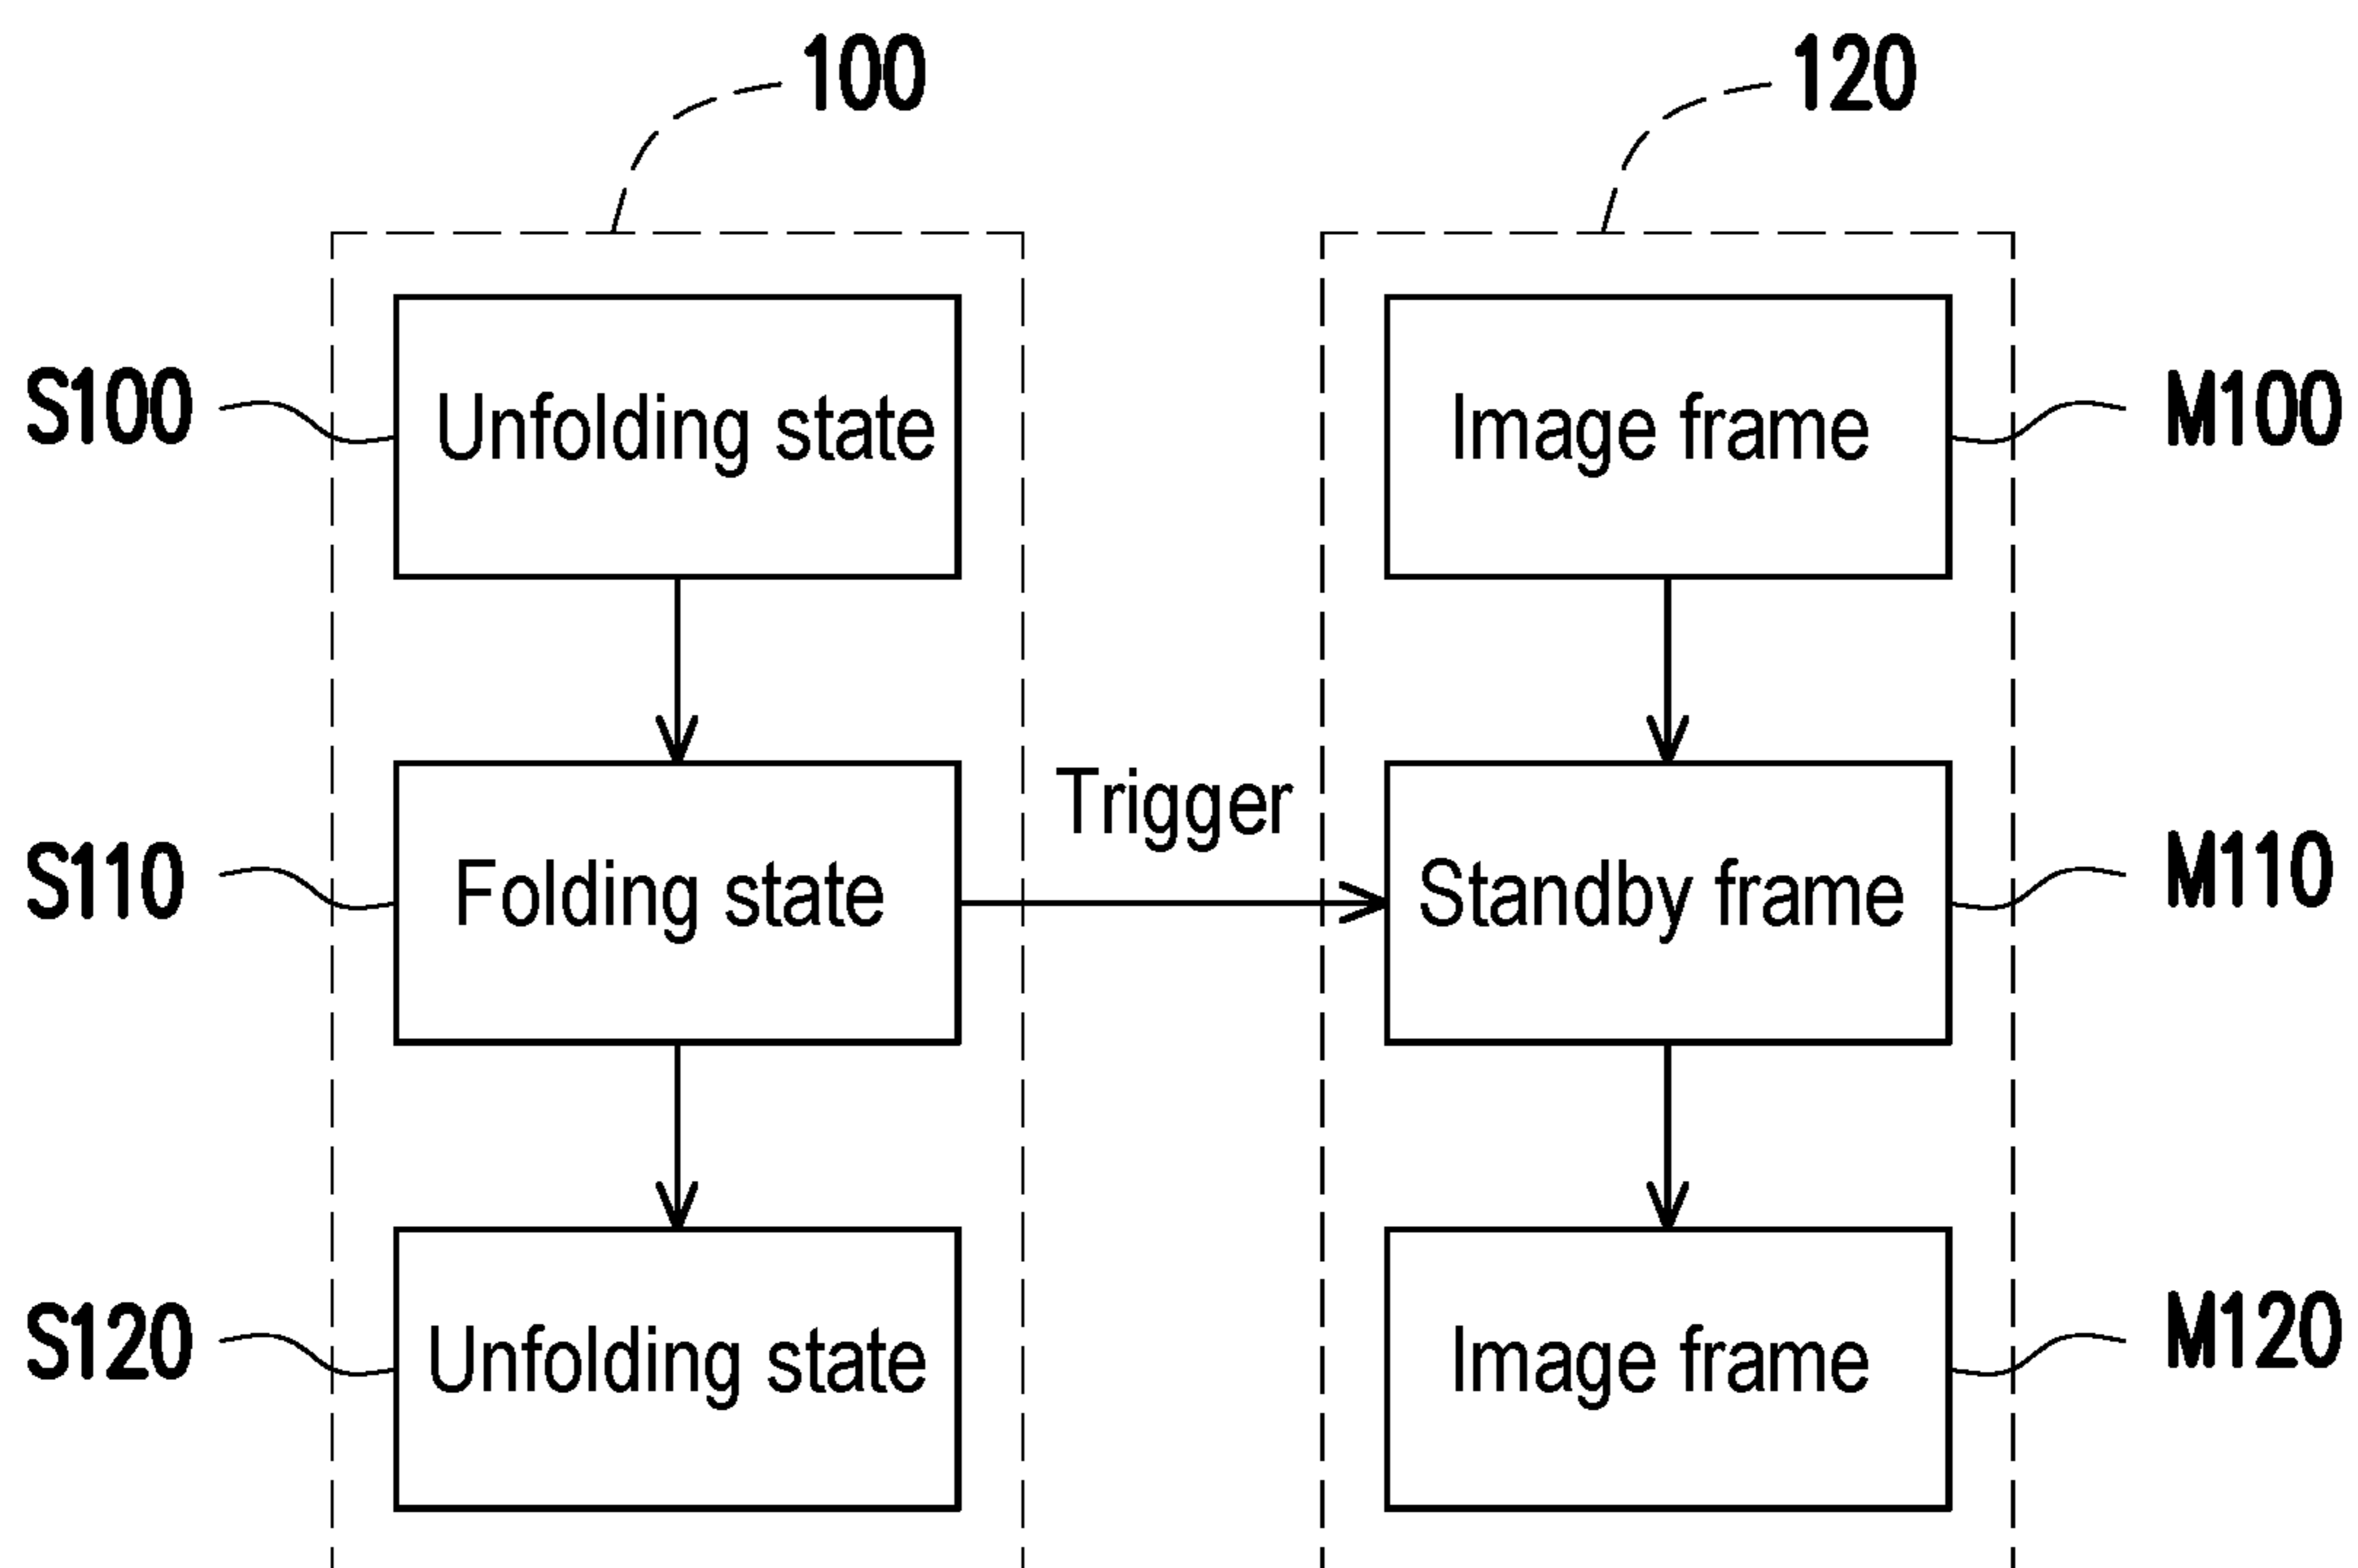 100
120
S100
Unfolding state
Image frame
M100
Trigger
S110
Folding state
Standby frame
M110
S120
Unfolding state
Image frame
M120